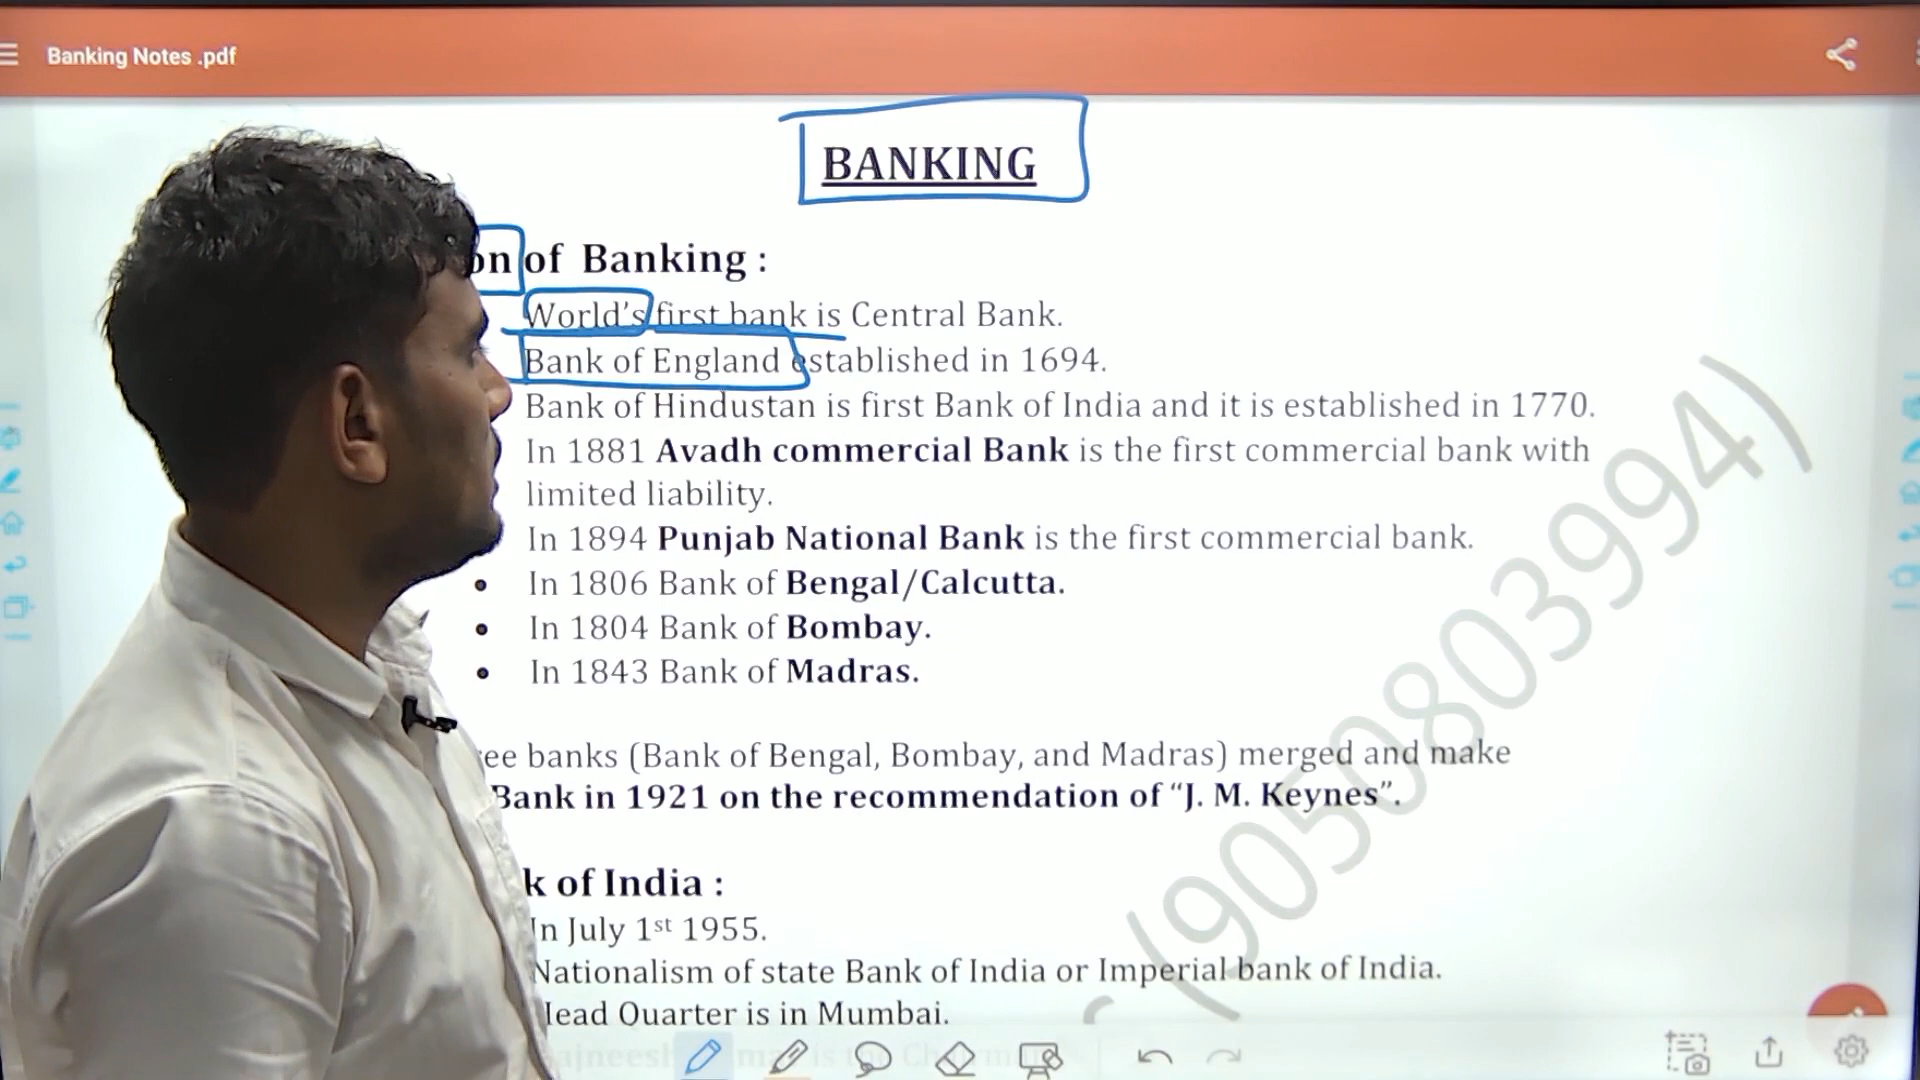 Banking Notes .pdf
BANKING
on of Banking :
World's first bank is Central Bank.
Bank of England established in 1694.
Bank of Hindustan is first Bank of India and it is established in 1770.
In 1881 Avadh commercial Bank is the first commercial bank with
limited liability.
In 1894 Punjab National Bank is the first commercial bank.
• In 1806 Bank of Bengal/Calcutta.
• In 1804 Bank of Bombay.
• In 1843 Bank of Madras.
ee banks (Bank of Bengal, Bombay, and Madras) merged and make
Bank in 1921 on the recommendation of “J. M. Keynes”.
k of India :
In July 1st 1955.
Nationalism of state Bank of India or Imperial bank of India.
Head Quarter is in Mumbai.
(9050803994)